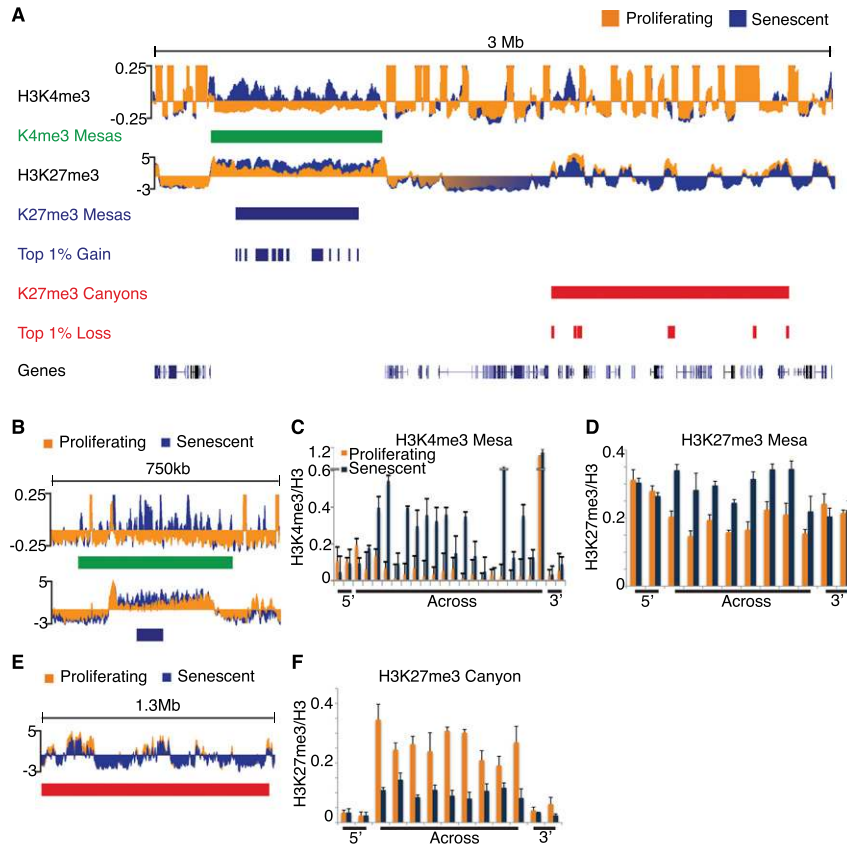 A
Proliferating Senescent
3 Mb
0.25
H3K4me3
-0.25
K4me3 Mesas
5
H3K27me3
-3
K27me3 Mesas
Top 1% Gain
K27me3 Canyons
Top 1% Loss
Genes
B
Proliferating Senescent
750kb
0.25
-0.25
5
-3
C
H3K4me3 Mesa
Proliferating
Senescent
H3K4me3/H3
1.2
0.6
0.4
0.2
0
5' Across 3'
D
H3K27me3 Mesa
H3K27me3/H3
0.4
0.2
0
5' Across 3'
E
Proliferating Senescent
1.3Mb
5
-3
F
H3K27me3 Canyon
H3K27me3/H3
0.4
0.2
0
5' Across 3'